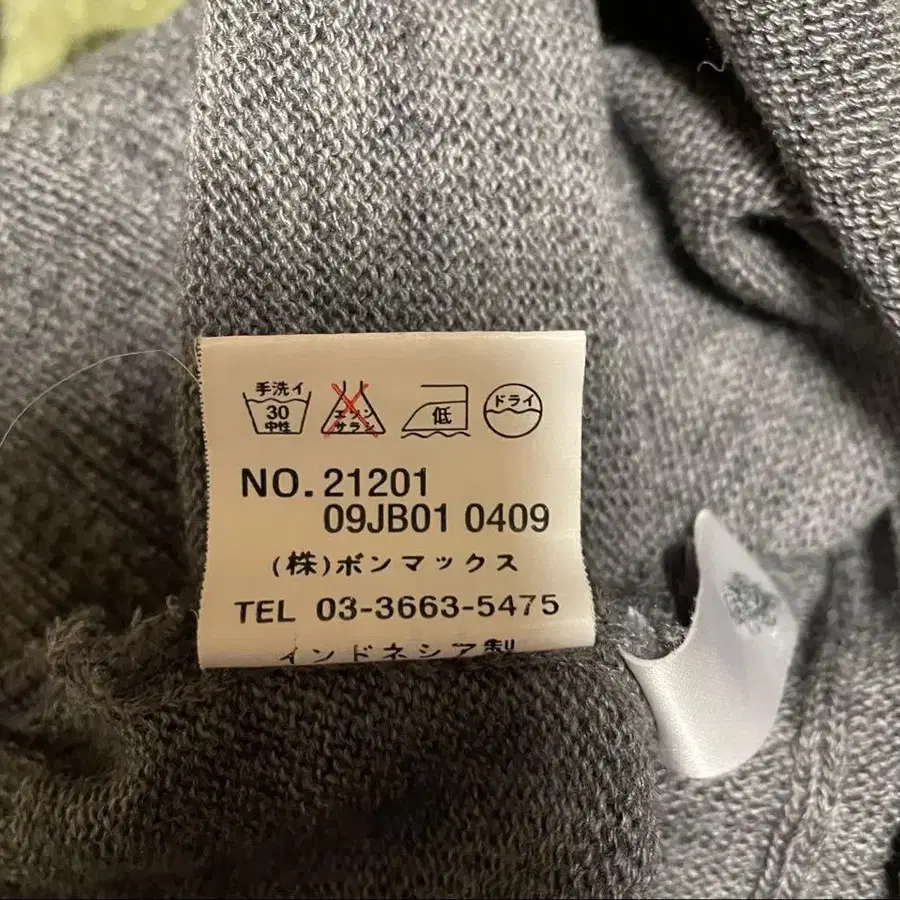 手洗イ
30
中性
エンソ
サラシ
低
ドライ
NO. 21201
09JB01 0409
(株)ボンマックス
TEL 03-3663-5475
インドネシア製